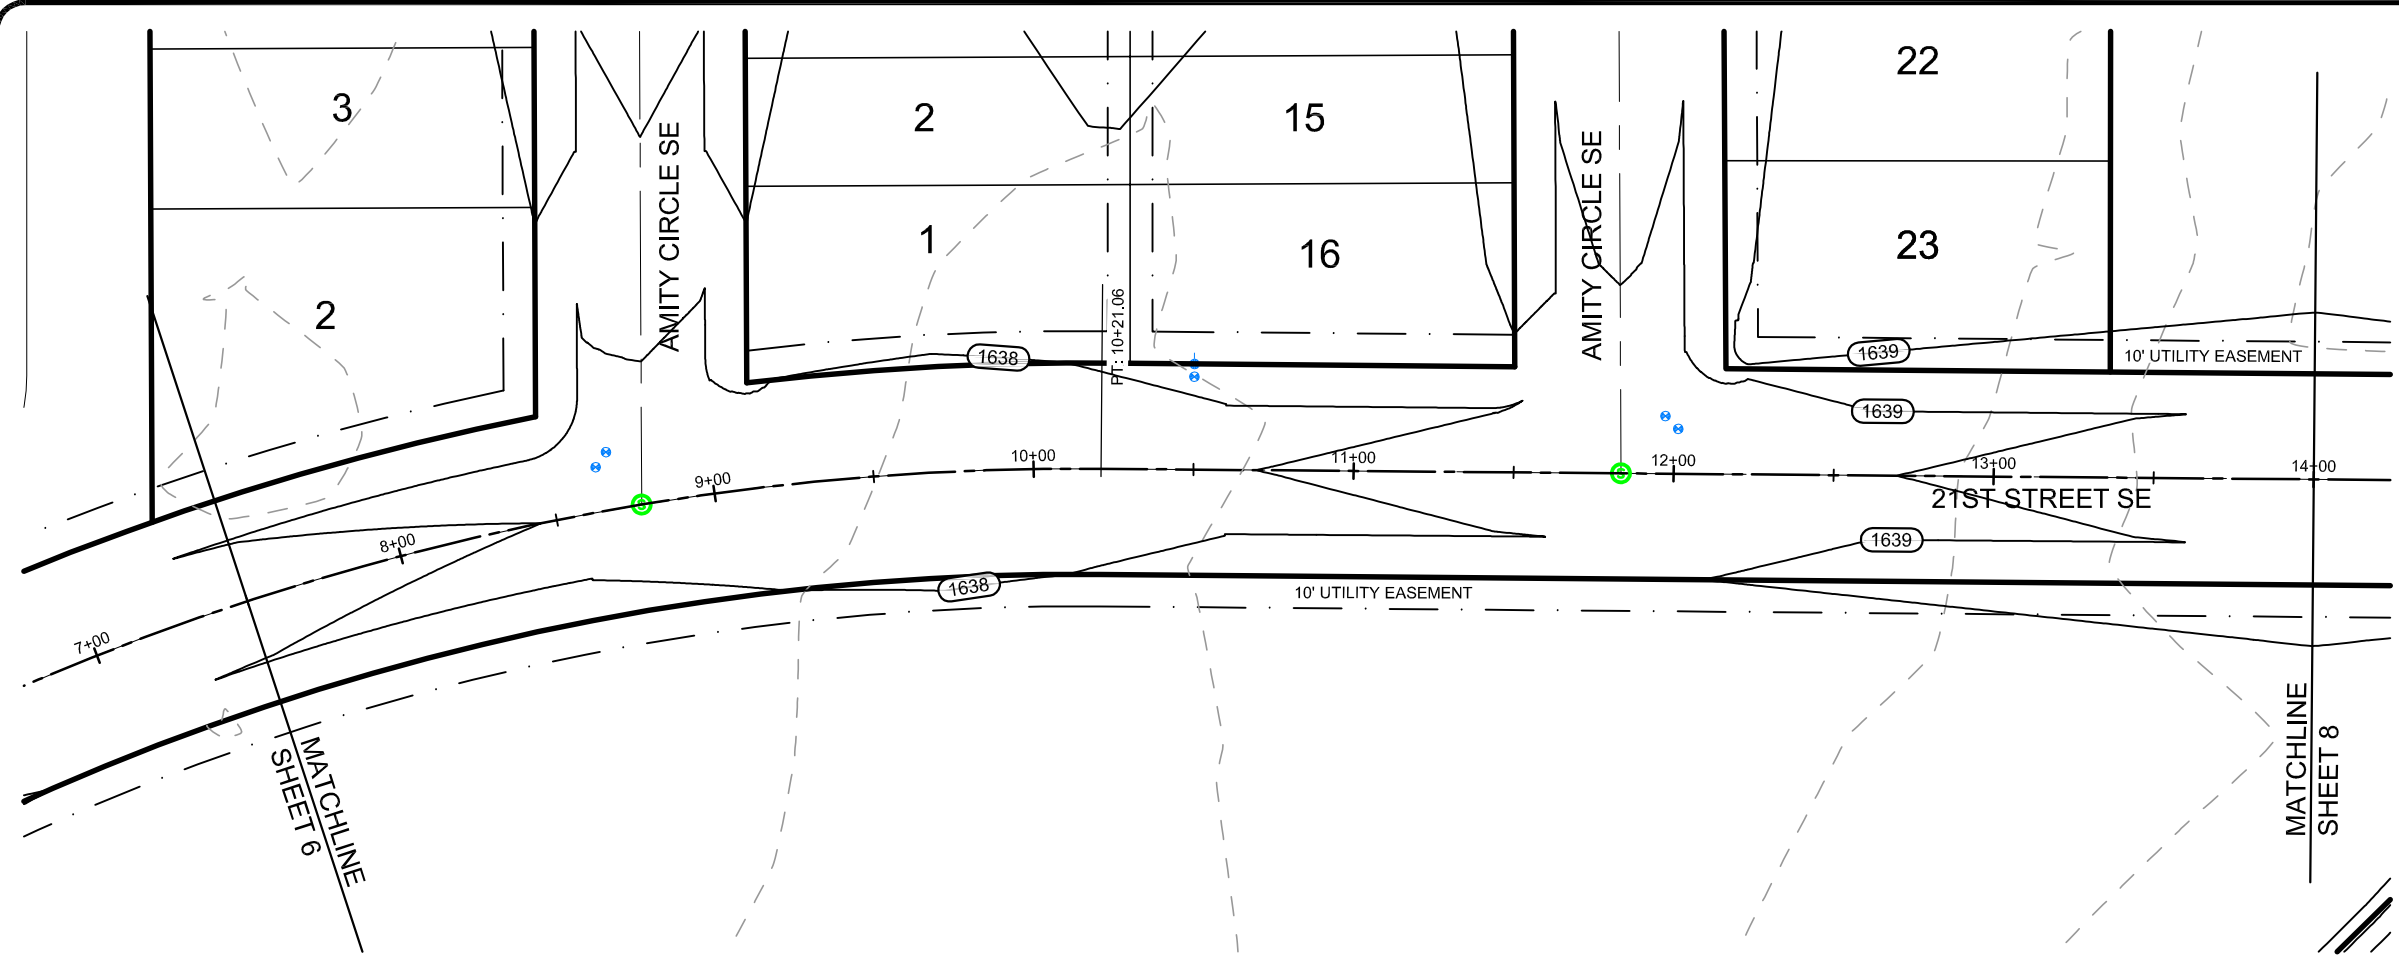 22
3
2
15
AMITY CIRCLE SE
AMITY CIRCLE SE
1
16
23
2
PT: 10+21.06
1638
1639
10' UTILITY EASEMENT
1639
7+00
8+00
9+00
10+00
11+00
12+00
13+00
14+00
21ST STREET SE
1639
1638
10' UTILITY EASEMENT
MATCHLINE
SHEET 6
MATCHLINE
SHEET 8